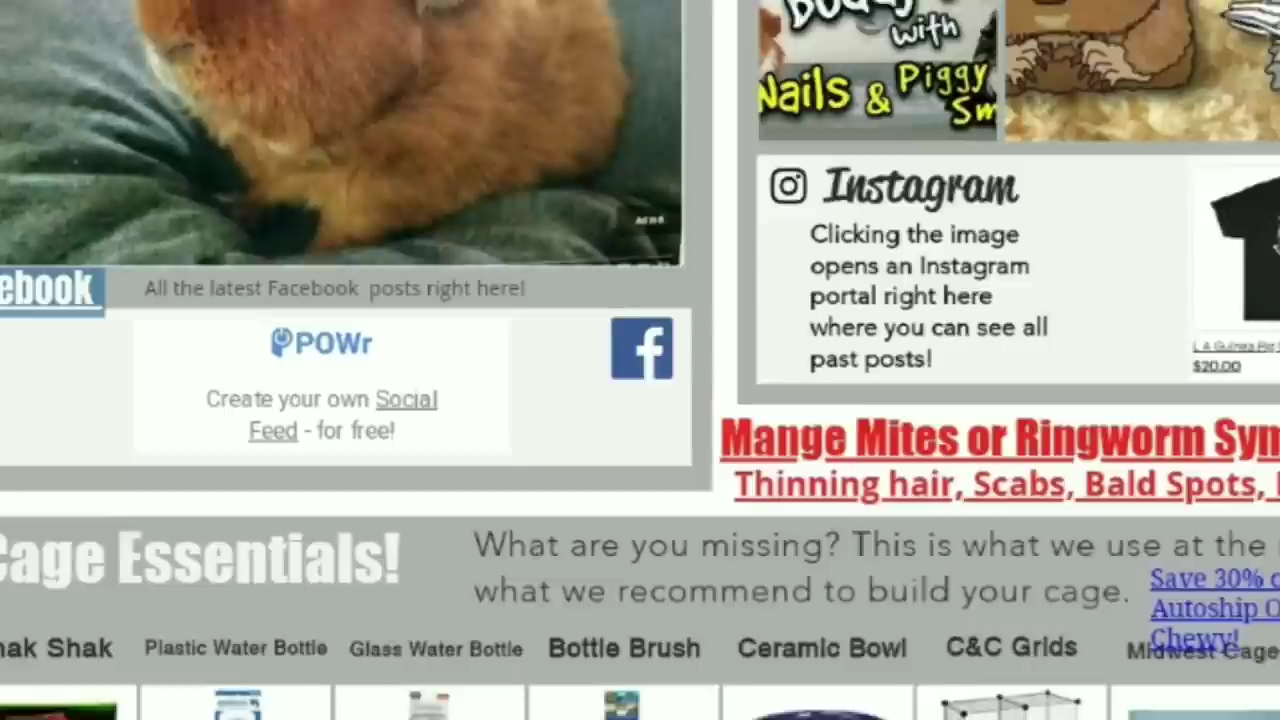 with
Nails & Piggy
Instagram
Clicking the image
opens an Instagram
portal right here
where you can see all
past posts!
$20.00
ebook
All the latest Facebook posts right here!
POWr
Create your own Social
Feed - for free!
Mange Mites or Ringworm
Thinning hair, Scabs, Bald Spots,
Cage Essentials!
What are you missing? This is what we use at the
what we recommend to build your cage.
Save 30%
Autoship
Chewy!
Shak
Plastic Water Bottle
Glass Water Bottle
Bottle Brush
Ceramic Bowl
C&C Grids
Midwest Cage